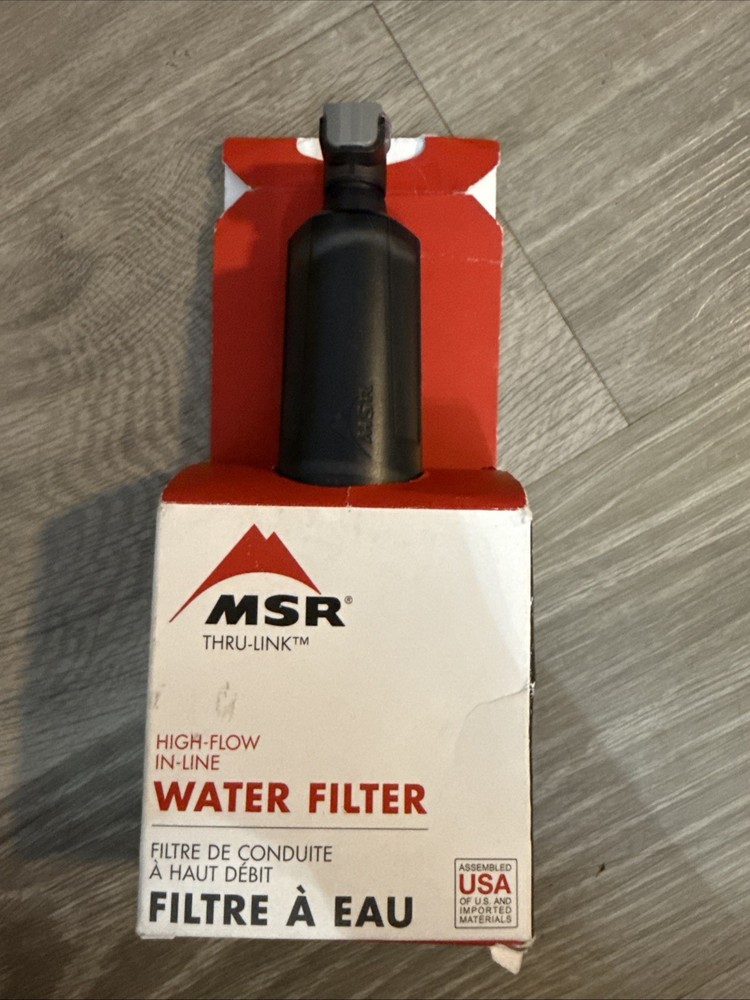 MSR
MSR®
THRU-LINK™
HIGH-FLOW
IN-LINE
WATER FILTER
FILTRE DE CONDUITE
À HAUT DÉBIT
FILTRE À EAU
ASSEMBLED
USA
OF U.S. AND
IMPORTED
MATERIALS